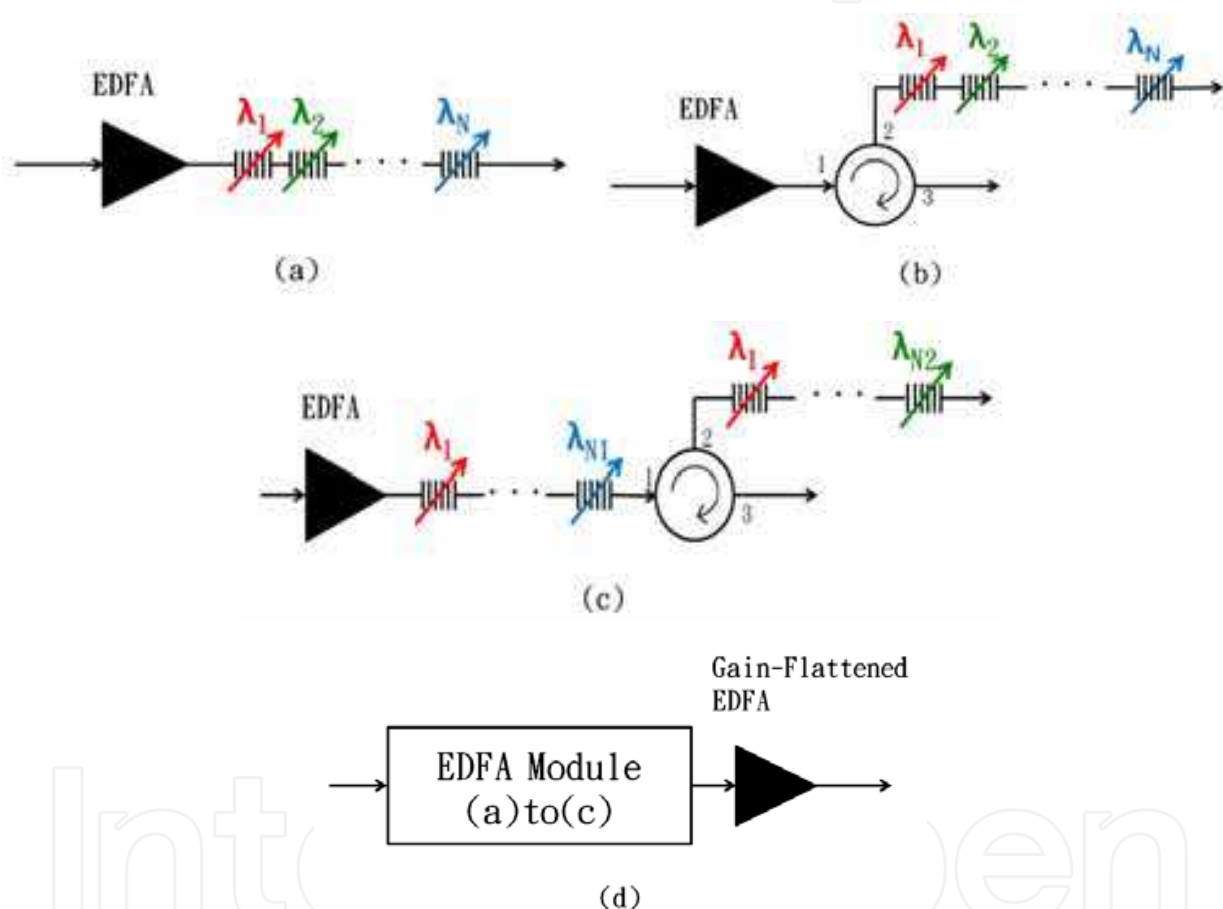 EDFA
λ1 λ2 · · · · λN
(a)
EDFA
λ1 λ2 · · · · λN
1 2 3
(b)
EDFA
λ1 · · · · λN1
λ1 · · · · λN2
1 2 3
(c)
Gain-Flattened
EDFA
EDFA Module
(a)to(c)
(d)